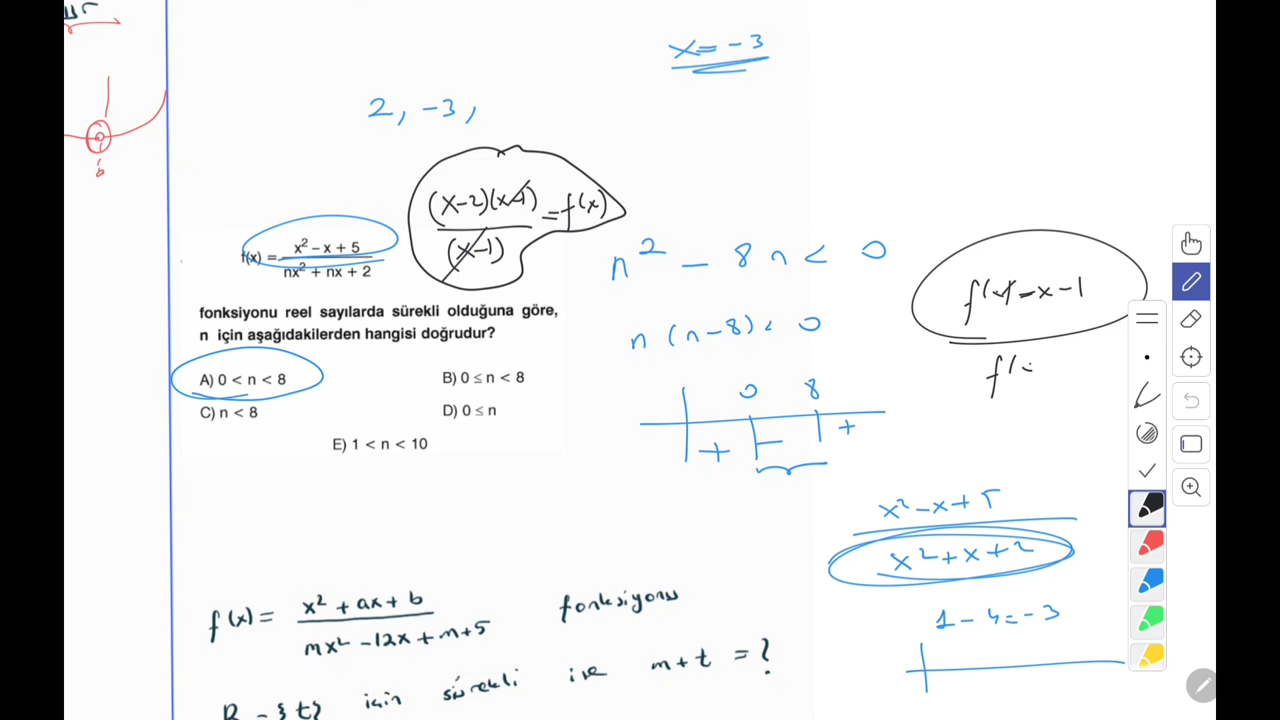 x = -3
2, -3,
(x-2)(x-1)
――― = f(x)
(x-1)
f(x) = x² - x + 5
nx² + nx + 2
fonksiyonu reel sayılarda sürekli olduğuna göre,
n için aşağıdakilerden hangisi doğrudur?
A) 0 < n < 8
B) 0 ≤ n < 8
C) n < 8
D) 0 ≤ n
E) 1 < n < 10
n² - 8n < 0
n(n-8) < 0
0 8
+ - +
f(x) = x-1
x² - x + 5
x² + x + 2
1 - 4 = -3
f(x) = x² + ax + b
mx² - 12x + m + 5
fonksiyonu
R - {t} için sürekli ise m + t = ?
b